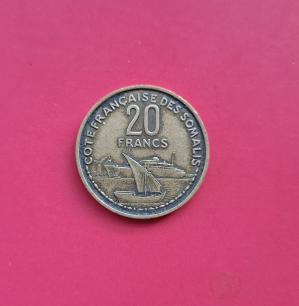 COTE FRANÇAISE DES SOMALIS
20
FRANCS